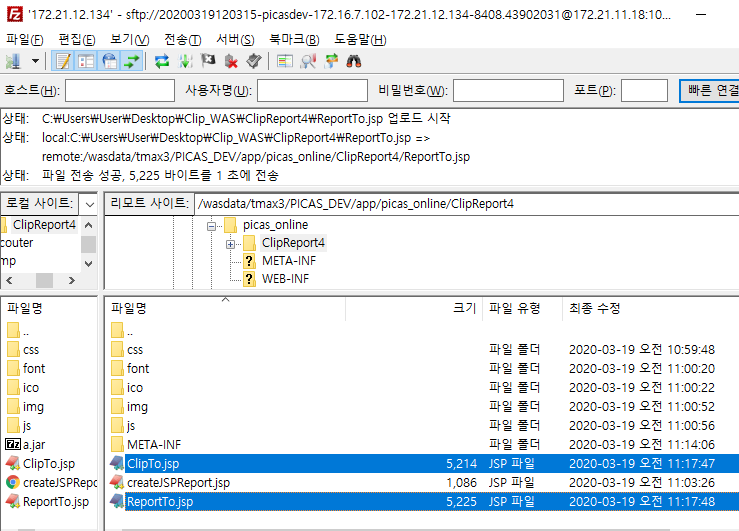 '172.21.12.134' - sftp://20200319120315-picasdev-172.16.7.102-172.21.12.134-8408.43902031@172.21.11.18:10...
파일(F) 편집(E) 보기(V) 전송(T) 서버(S) 북마크(B) 도움말(H)
호스트(H): 사용자명(U): 비밀번호(W): 포트(P): 빠른 연결
상태: C:₩Users₩User₩Desktop₩Clip_WAS₩ClipReport4₩ReportTo.jsp 업로드 시작
상태: local:C:₩Users₩User₩Desktop₩Clip_WAS₩ClipReport4₩ReportTo.jsp =>
remote:/wasdata/tmax3/PICAS_DEV/app/picas_online/ClipReport4/ReportTo.jsp
상태: 파일 전송 성공, 5,225 바이트를 1 초에 전송
로컬 사이트: 리모트 사이트: /wasdata/tmax3/PICAS_DEV/app/picas_online/ClipReport4
ClipReport4
couter
mp
picas_online
ClipReport4
META-INF
WEB-INF
파일명
..
css
font
ico
img
js
a.jar
ClipTo.jsp
createJSPRepo
ReportTo.jsp
파일명 크기 파일 유형 최종 수정
..
css 파일 폴더 2020-03-19 오전 10:59:48
font 파일 폴더 2020-03-19 오전 11:00:20
ico 파일 폴더 2020-03-19 오전 11:00:22
img 파일 폴더 2020-03-19 오전 11:00:52
js 파일 폴더 2020-03-19 오전 11:00:56
META-INF 파일 폴더 2020-03-19 오전 11:14:06
ClipTo.jsp 5,214 JSP 파일 2020-03-19 오전 11:17:47
createJSPReport.jsp 1,086 JSP 파일 2020-03-19 오전 11:03:26
ReportTo.jsp 5,225 JSP 파일 2020-03-19 오전 11:17:48